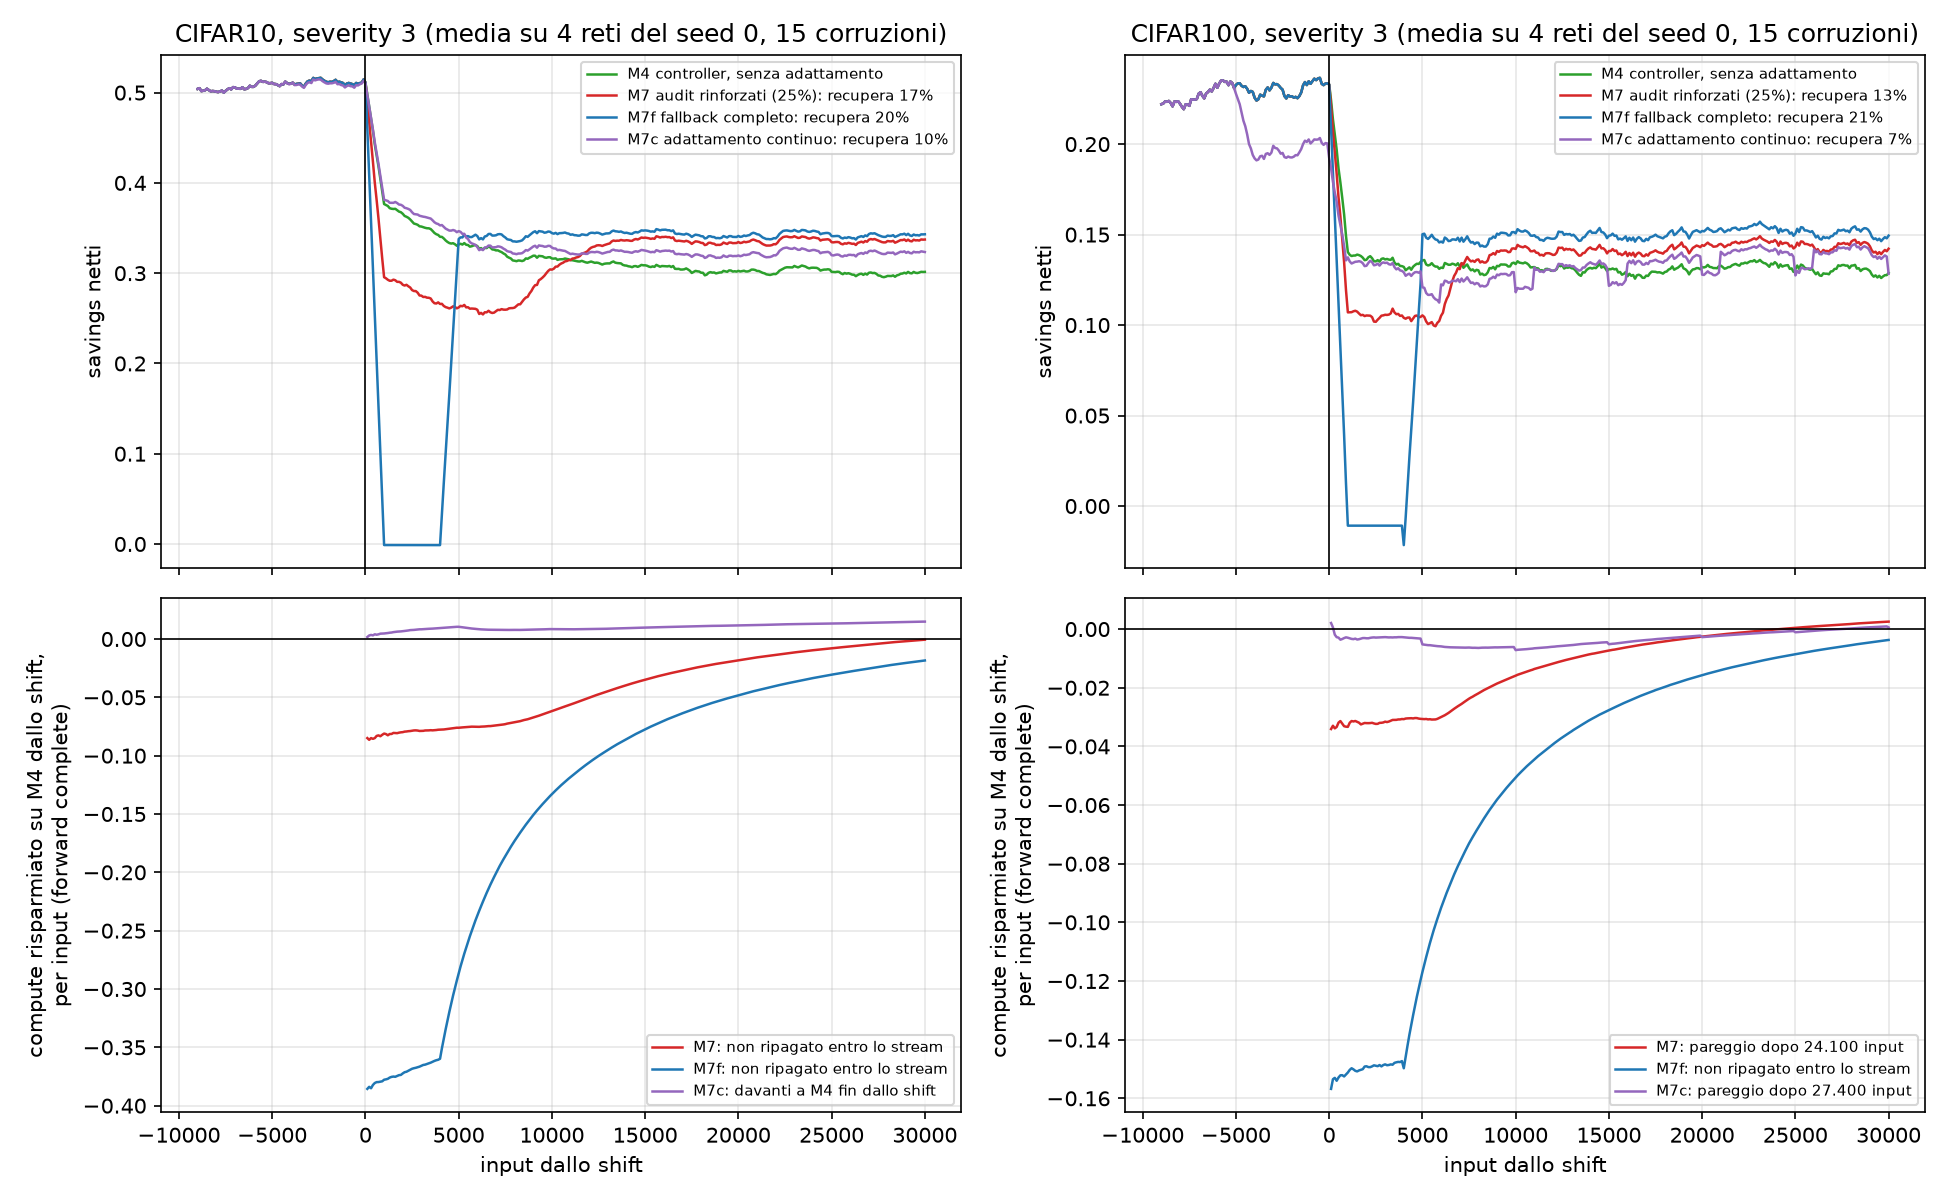 CIFAR10, severity 3 (media su 4 reti del seed 0, 15 corruzioni)
M4 controller, senza adattamento
M7 audit rinforzati (25%): recupera 17%
M7f fallback completo: recupera 20%
M7c adattamento continuo: recupera 10%
savings netti
0.5
0.4
0.3
0.2
0.1
0.0
CIFAR100, severity 3 (media su 4 reti del seed 0, 15 corruzioni)
M4 controller, senza adattamento
M7 audit rinforzati (25%): recupera 13%
M7f fallback completo: recupera 21%
M7c adattamento continuo: recupera 7%
savings netti
0.20
0.15
0.10
0.05
0.00
compute risparmiato su M4 dallo shift,
per input (forward complete)
0.00
−0.05
−0.10
−0.15
−0.20
−0.25
−0.30
−0.35
−0.40
M7: non ripagato entro lo stream
M7f: non ripagato entro lo stream
M7c: davanti a M4 fin dallo shift
−10000 −5000 0 5000 10000 15000 20000 25000 30000
input dallo shift
compute risparmiato su M4 dallo shift,
per input (forward complete)
0.00
−0.02
−0.04
−0.06
−0.08
−0.10
−0.12
−0.14
−0.16
M7: pareggio dopo 24.100 input
M7f: non ripagato entro lo stream
M7c: pareggio dopo 27.400 input
−10000 −5000 0 5000 10000 15000 20000 25000 30000
input dallo shift